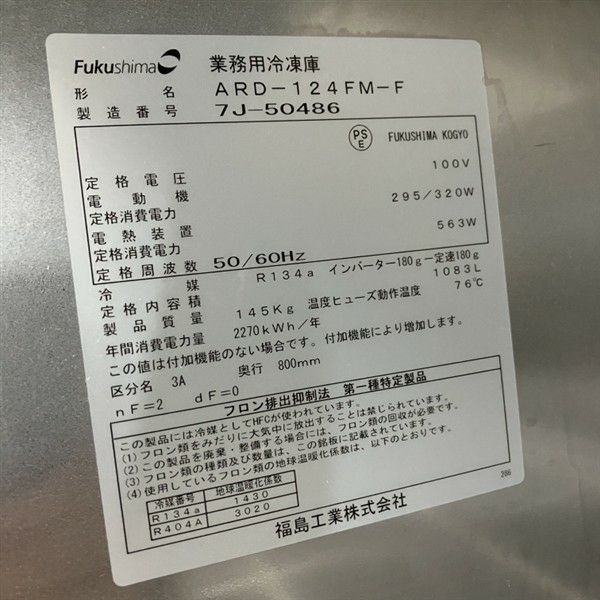 Fukushima 業務用冷凍庫
形名 ARD-124FM-F
製造番号 7J-50486
PSE FUKUSHIMA KOGYO
定格電圧 100V
電動機
定格消費電力 295/320W
電熱装置
定格消費電力 563W
定格周波数 50/60Hz
冷媒 R134a インバーター180g-定速180g
定格内容積 1083L
製品質量 145Kg 温度ヒューズ動作温度 76℃
年間消費電力量 2270kWh/年
この値は付加機能のない場合です。付加機能により増加します。
区分名 3A 奥行 800mm
nF=2 dF=0
フロン排出抑制法 第一種特定製品
この製品には冷媒としてHFCが使われています。
(1)フロン類をみだりに大気中に放出することは禁じられています。
(2)この製品を廃棄・整備する場合には、フロン類の回収が必要です。
(3)フロン類の種類及び数量は、この銘板に記載されています。
(4)使用しているフロン類の地球温暖化係数は、以下のとおりです。
冷媒番号 地球温暖化係数
R134a 1430
R404A 3020
福島工業株式会社
286